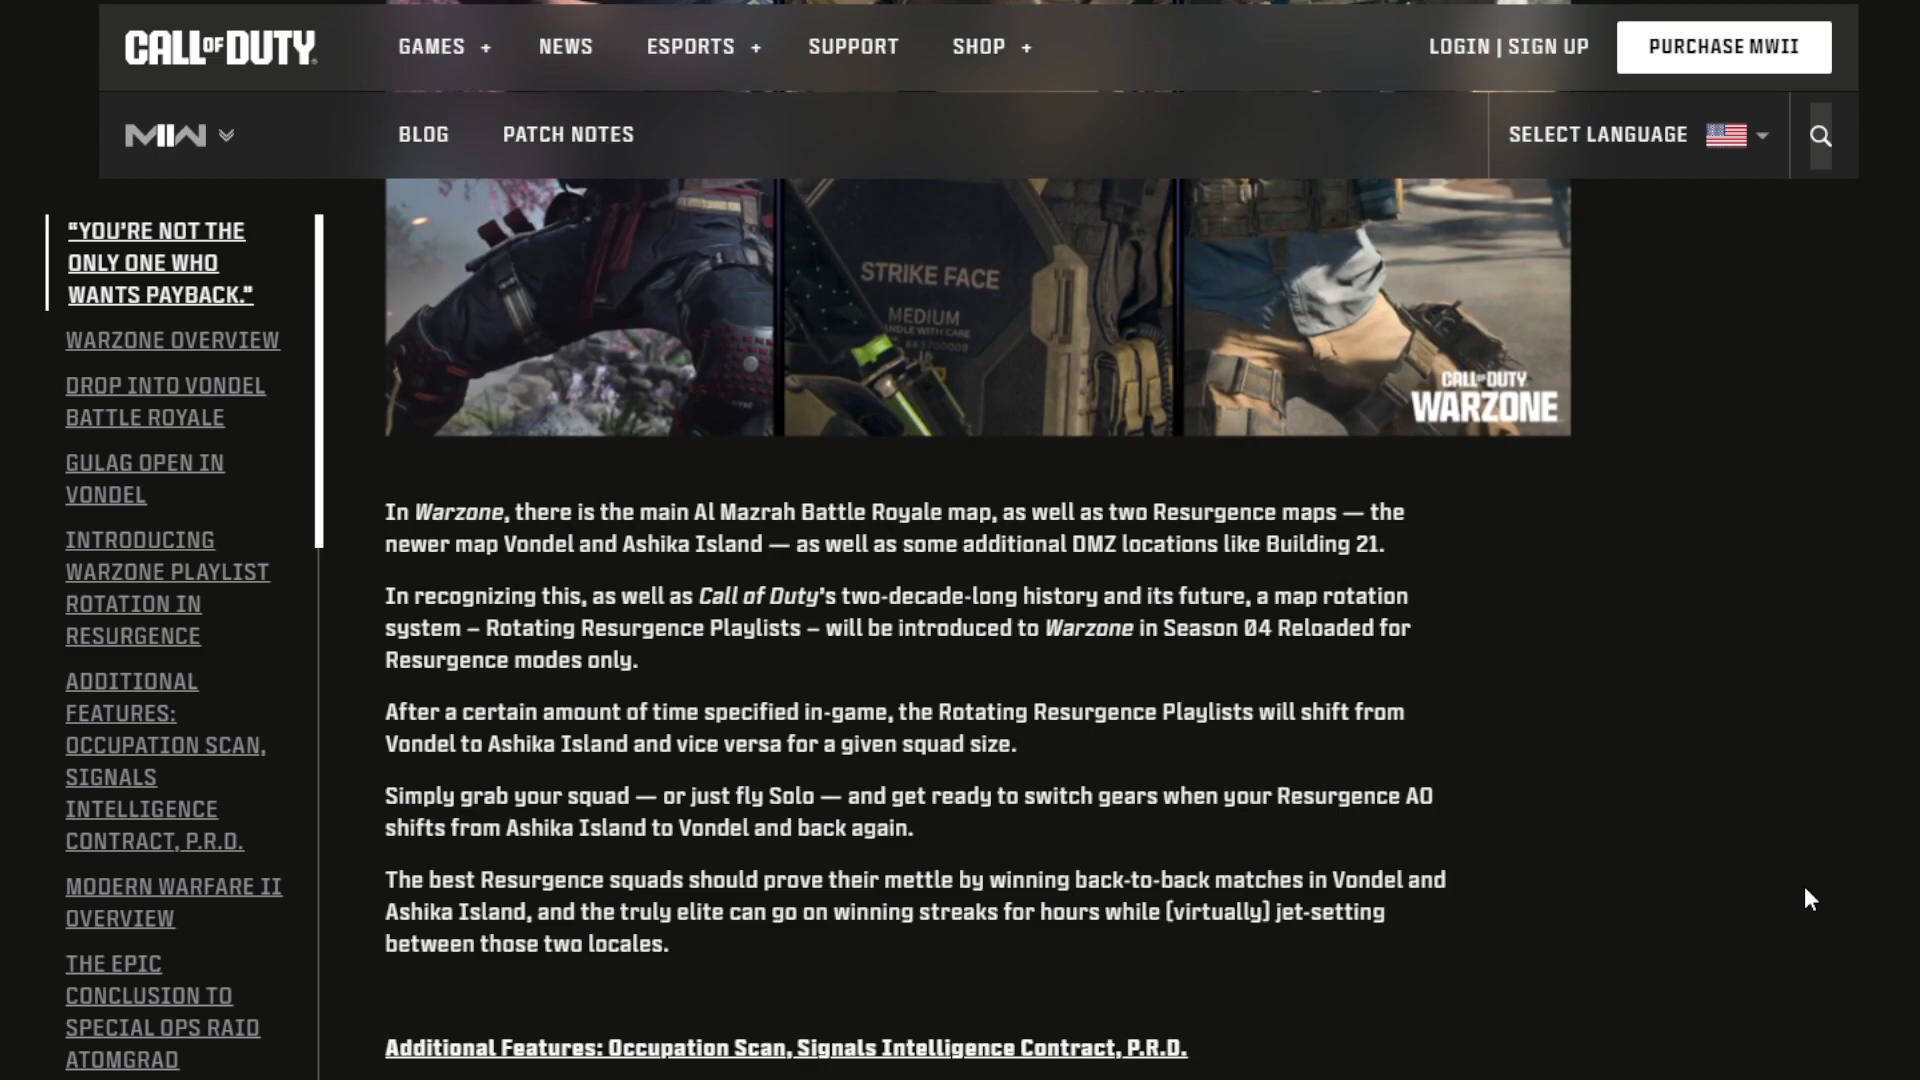 CALL OF DUTY
GAMES +
NEWS
ESPORTS +
SUPPORT
SHOP +
LOGIN | SIGN UP
PURCHASE MWII
MWII
BLOG
PATCH NOTES
SELECT LANGUAGE
“YOU’RE NOT THE
ONLY ONE WHO
WANTS PAYBACK.”
WARZONE OVERVIEW
DROP INTO VONDEL
BATTLE ROYALE
GULAG OPEN IN
VONDEL
INTRODUCING
WARZONE PLAYLIST
ROTATION IN
RESURGENCE
ADDITIONAL
FEATURES:
OCCUPATION SCAN,
SIGNALS
INTELLIGENCE
CONTRACT, P.R.D.
MODERN WARFARE II
OVERVIEW
THE EPIC
CONCLUSION TO
SPECIAL OPS RAID
ATOMGRAD
STRIKE FACE
MEDIUM
HANDLE WITH CARE
CALL OF DUTY
WARZONE
In Warzone, there is the main Al Mazrah Battle Royale map, as well as two Resurgence maps — the
newer map Vondel and Ashika Island — as well as some additional DMZ locations like Building 21.
In recognizing this, as well as Call of Duty’s two-decade-long history and its future, a map rotation
system – Rotating Resurgence Playlists – will be introduced to Warzone in Season 04 Reloaded for
Resurgence modes only.
After a certain amount of time specified in-game, the Rotating Resurgence Playlists will shift from
Vondel to Ashika Island and vice versa for a given squad size.
Simply grab your squad — or just fly Solo — and get ready to switch gears when your Resurgence AO
shifts from Ashika Island to Vondel and back again.
The best Resurgence squads should prove their mettle by winning back-to-back matches in Vondel and
Ashika Island, and the truly elite can go on winning streaks for hours while (virtually) jet-setting
between those two locales.
Additional Features: Occupation Scan, Signals Intelligence Contract, P.R.D.